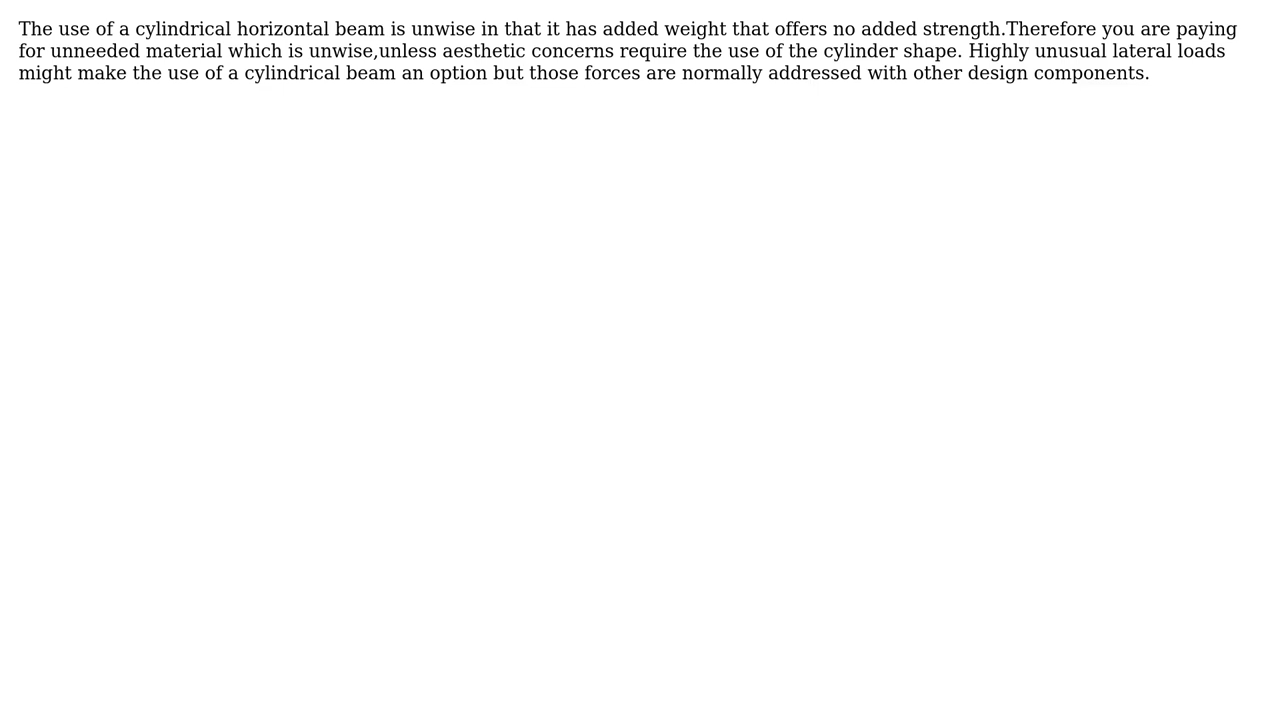 The use of a cylindrical horizontal beam is unwise in that it has added weight that offers no added strength.Therefore you are paying
for unneeded material which is unwise,unless aesthetic concerns require the use of the cylinder shape. Highly unusual lateral loads
might make the use of a cylindrical beam an option but those forces are normally addressed with other design components.